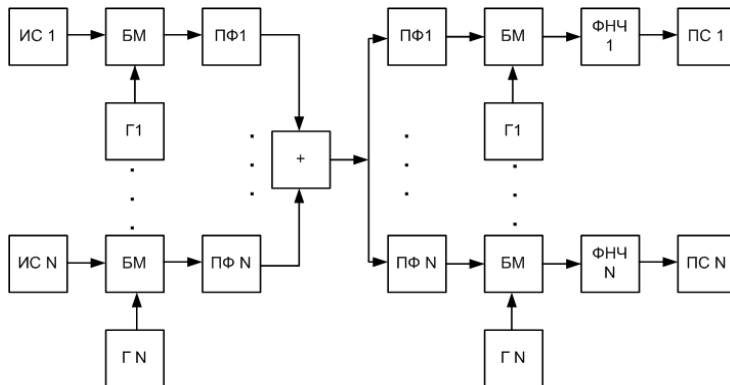 ИС 1
БМ
ПФ1
ПФ1
БМ
ФНЧ
1
ПС 1
Г1
+
Г1
ИС N
БМ
ПФ N
ПФ N
БМ
ФНЧ
N
ПС N
Г N
Г N